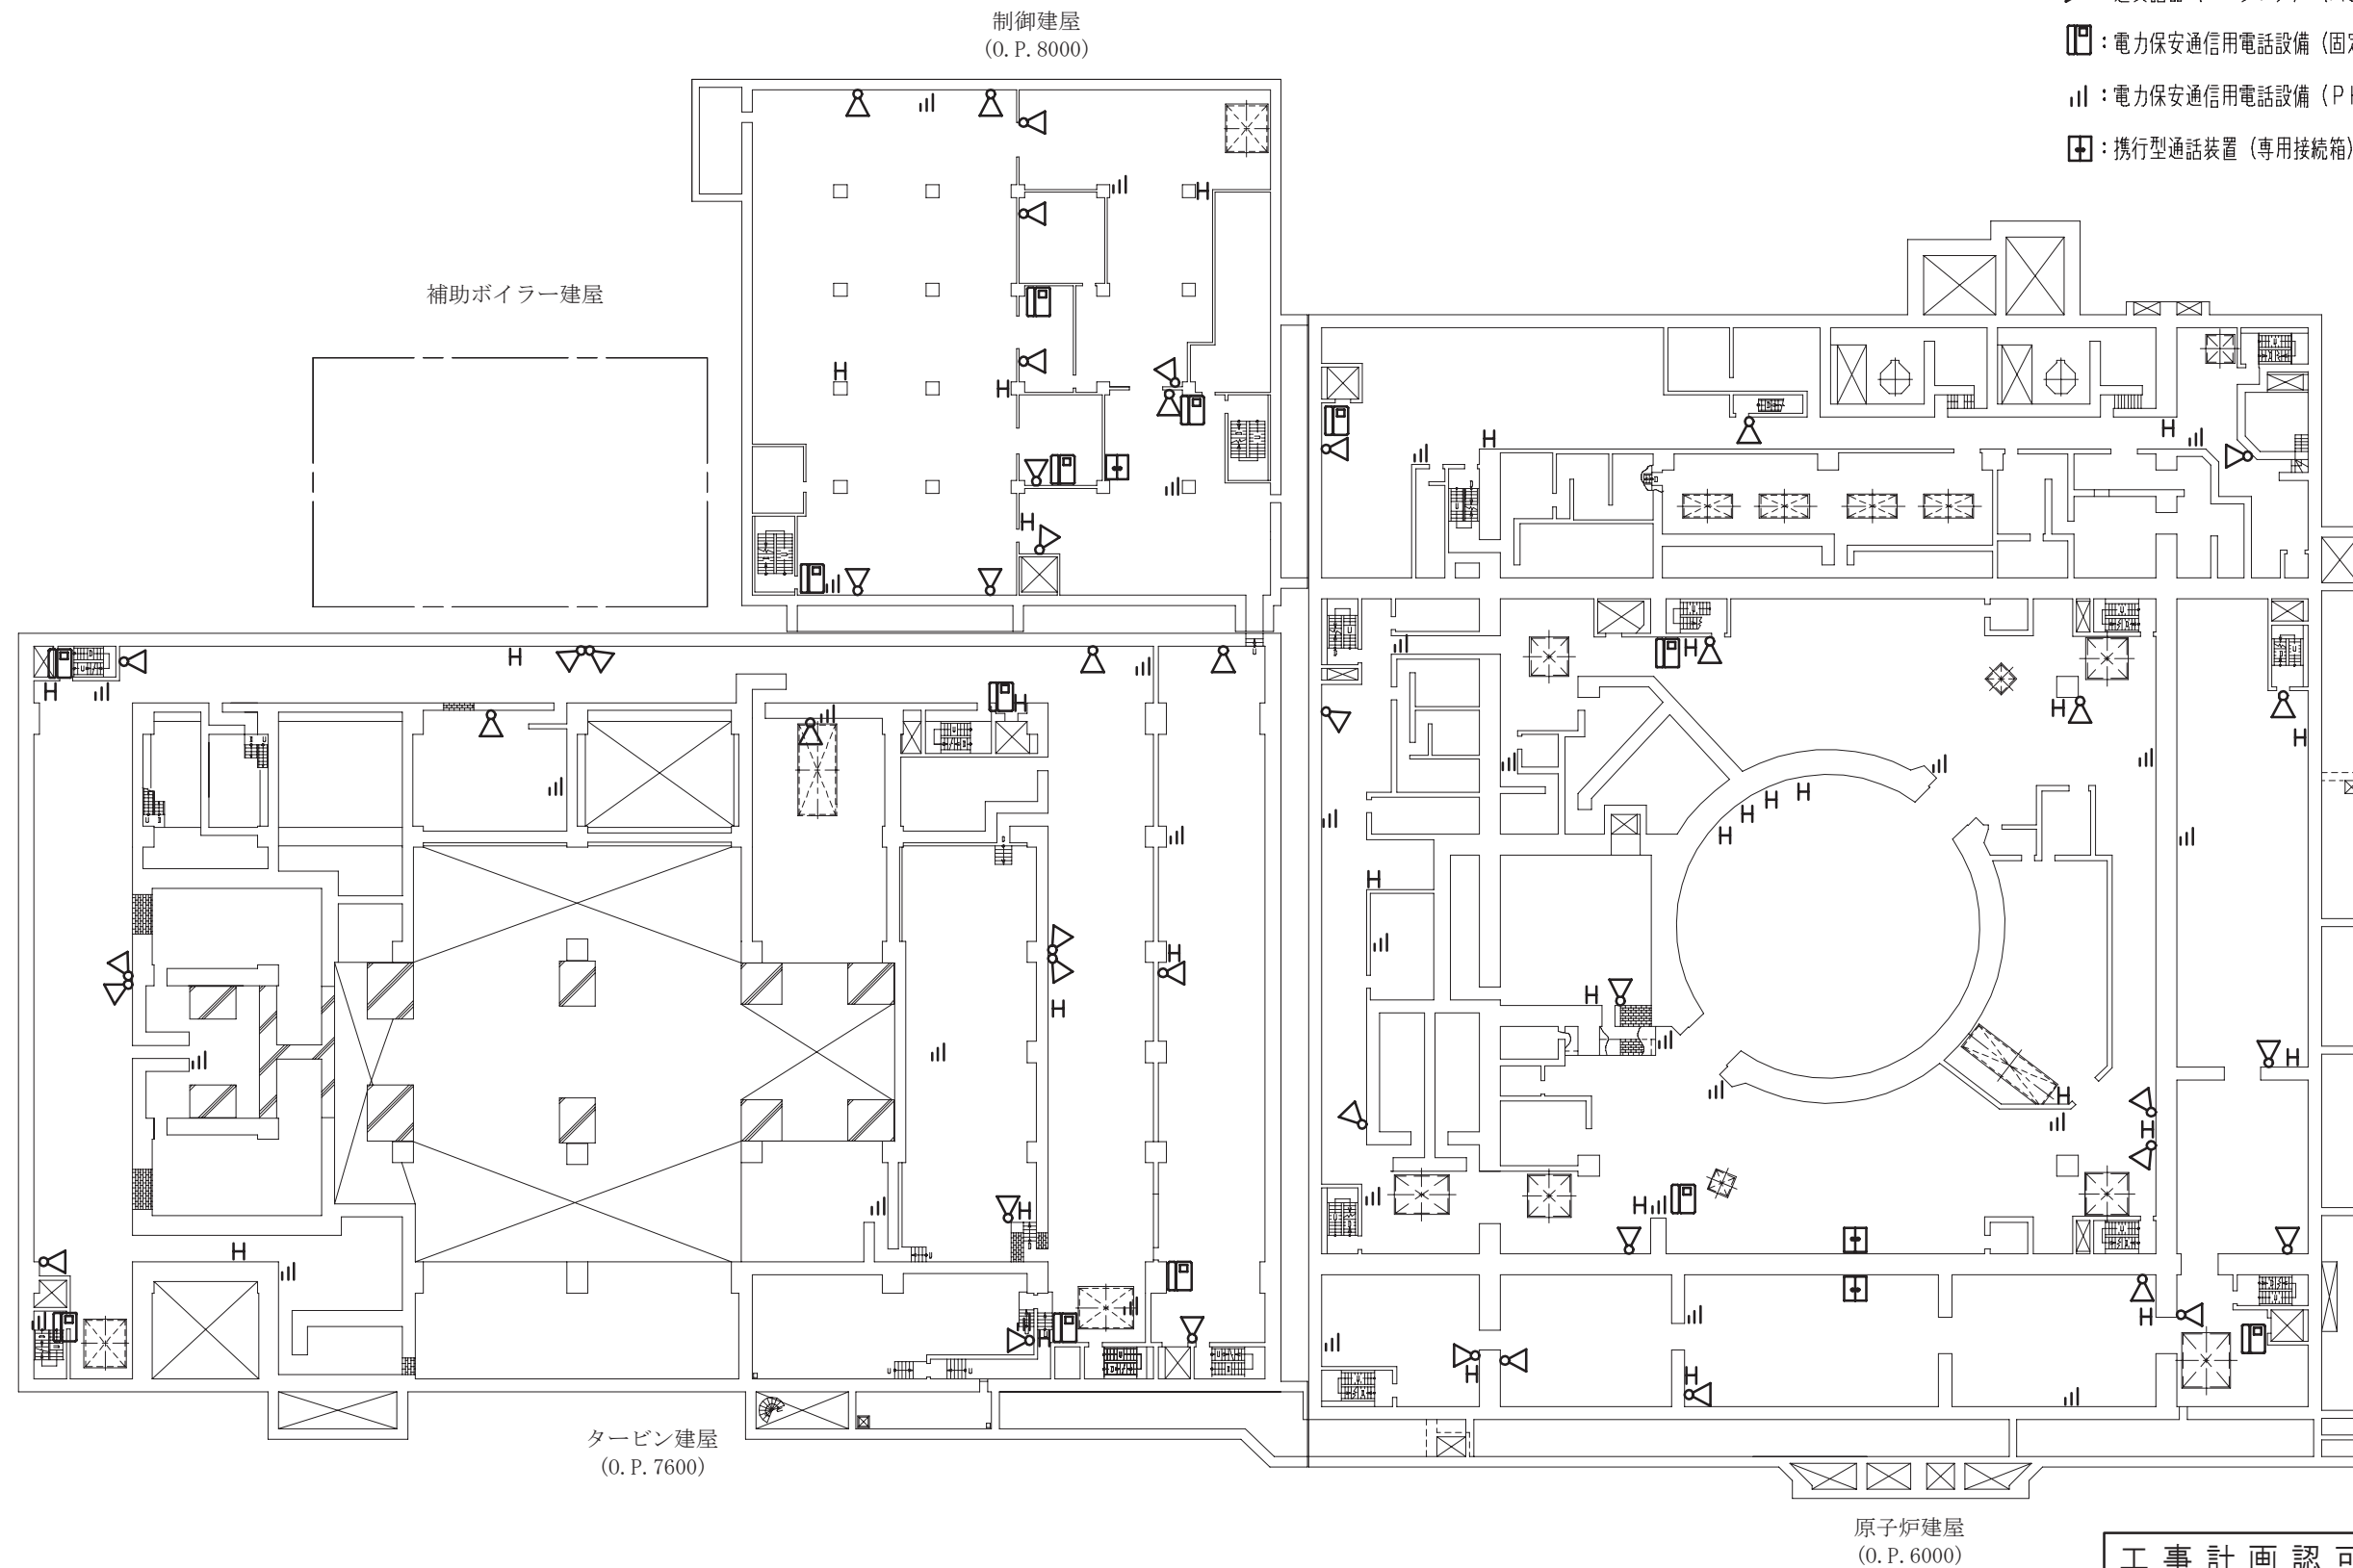 制御建屋
(O.P.8000)
：電力保安通信用電話設備（固
：電力保安通信用電話設備（P
：携行型通話装置（専用接続箱）
補助ボイラー建屋
タービン建屋
(O.P.7600)
原子炉建屋
(O.P.6000)
工事計画認